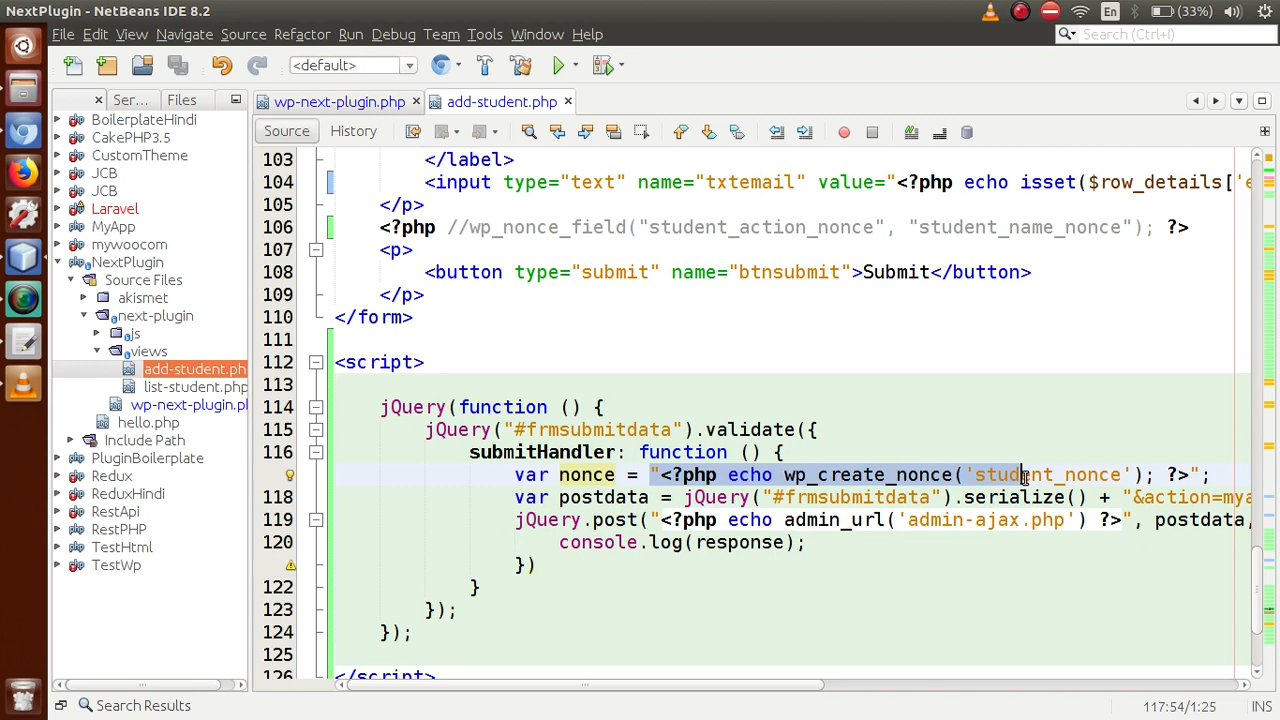 NextPlugin - NetBeans IDE 8.2
En
(33%)
File Edit View Navigate Source Refactor Run Debug Team Tools Window Help
Search (Ctrl+I)
<default>
Ser... Files
wp-next-plugin.php
add-student.php
Source History
BoilerplateHindi
CakePHP3.5
CustomTheme
JCB
JCB
Laravel
MyApp
mywoocom
NextPlugin
Source Files
akismet
next-plugin
js
views
add-student.ph
list-student.php
wp-next-plugin.pl
hello.php
Include Path
PluginBoilerplate
Redux
ReduxHindi
RestApi
RestPHP
TestHtml
TestWp
103 </label>
104 <input type="text" name="txtemail" value="<?php echo isset($row_details['e
105 </p>
106 <?php //wp_nonce_field("student_action_nonce", "student_name_nonce"); ?>
107 <p>
108 <button type="submit" name="btnsubmit">Submit</button>
109 </p>
110 </form>
111
112 <script>
113
114 jQuery(function () {
115 jQuery("#frmsubmitdata").validate({
116 submitHandler: function () {
var nonce = "<?php echo wp_create_nonce('student_nonce'); ?>";
118 var postdata = jQuery("#frmsubmitdata").serialize() + "&action=mya
119 jQuery.post("<?php echo admin_url('admin-ajax.php') ?>", postdata,
120 console.log(response);
})
122 }
123 });
124 });
125
126 </script>
Search Results
117:54/1:25
INS